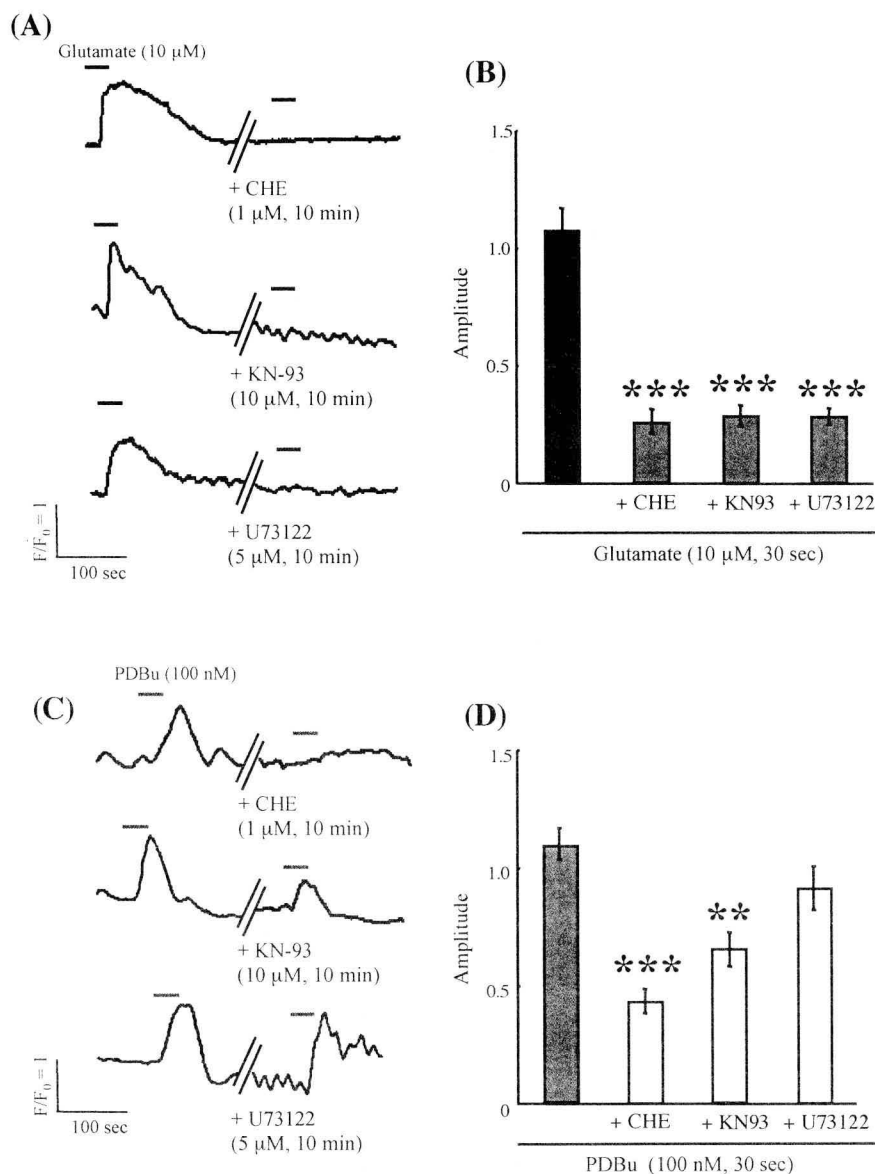 (A)
Glutamate (10 μM)
+ CHE
(1 μM, 10 min)
+ KN-93
(10 μM, 10 min)
+ U73122
(5 μM, 10 min)
F/F₀ = 1
100 sec
(B)
1.5
1.0
0.5
0
Amplitude
***
***
***
+ CHE + KN93 + U73122
Glutamate (10 μM, 30 sec)
(C)
PDBu (100 nM)
+ CHE
(1 μM, 10 min)
+ KN-93
(10 μM, 10 min)
+ U73122
(5 μM, 10 min)
F/F₀ = 1
100 sec
(D)
1.5
1.0
0.5
0
Amplitude
***
**
+ CHE + KN93 + U73122
PDBu (100 nM, 30 sec)